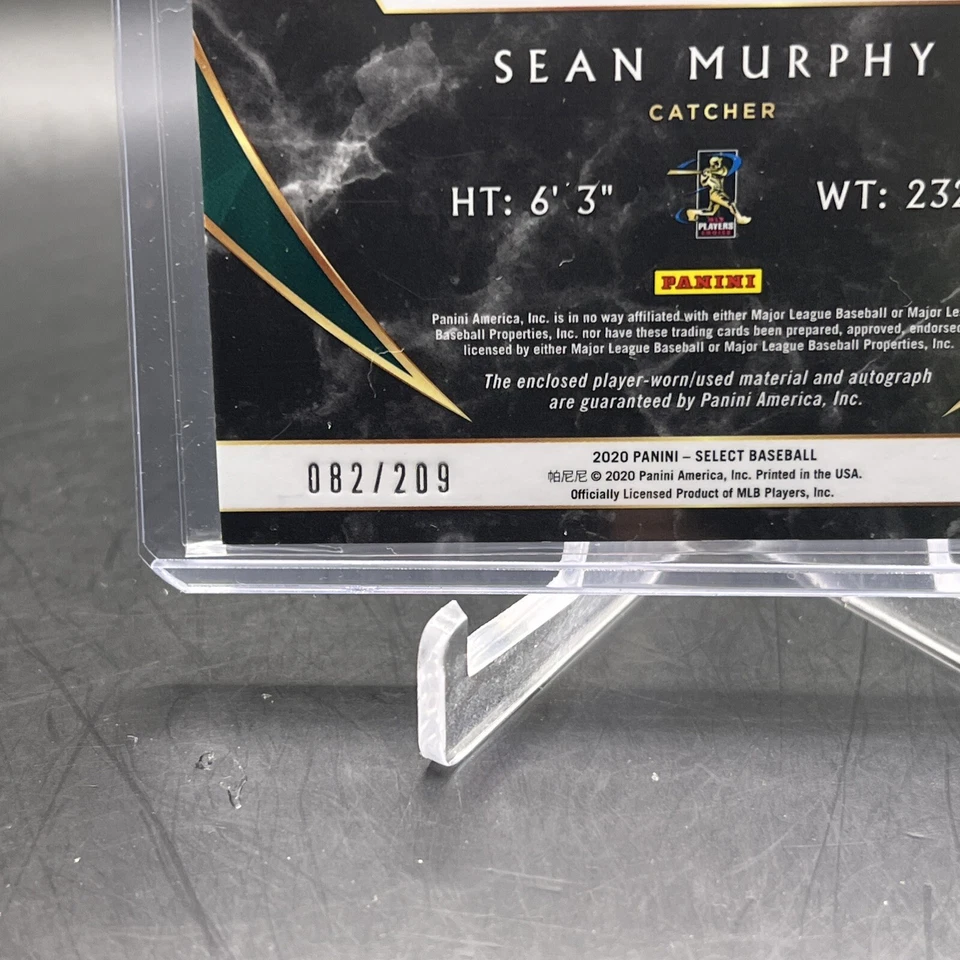 SEAN MURPHY
CATCHER
HT: 6' 3" WT: 232
PLAYERS
CHOICE
PANINI
Panini America, Inc. is in no way affiliated with either Major League Baseball or Major Le
Baseball Properties, Inc. nor have these trading cards been prepared, approved, endorsed
licensed by either Major League Baseball or Major League Baseball Properties, Inc.
The enclosed player-worn/used material and autograph
are guaranteed by Panini America, Inc.
082/209
2020 PANINI – SELECT BASEBALL
帕尼尼 © 2020 Panini America, Inc. Printed in the USA.
Officially Licensed Product of MLB Players, Inc.